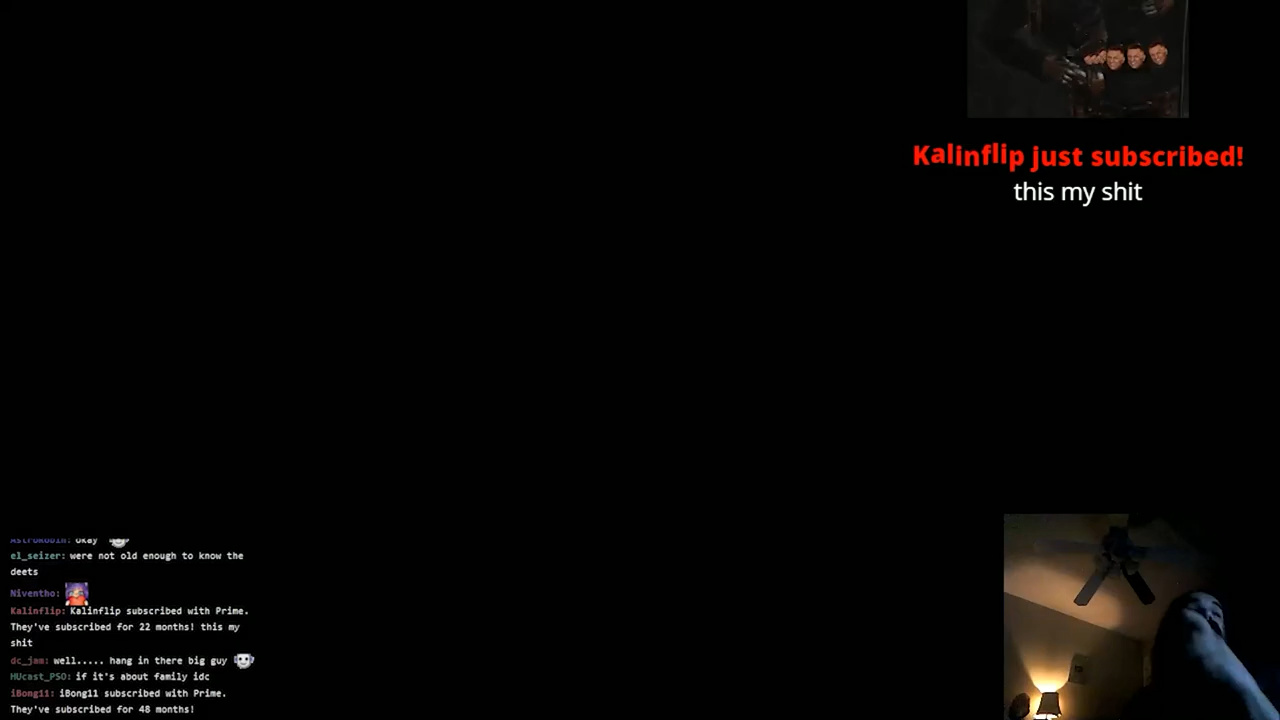 Kalinflip just subscribed!
this my shit
AstroRobin: okay
el_seizer: were not old enough to know the
deets
Niventho:
Kalinflip: Kalinflip subscribed with Prime.
They've subscribed for 22 months! this my
shit
dc_jam: well..... hang in there big guy
HUcast_PSO: if it's about family idc
iBong11: iBong11 subscribed with Prime.
They've subscribed for 48 months!